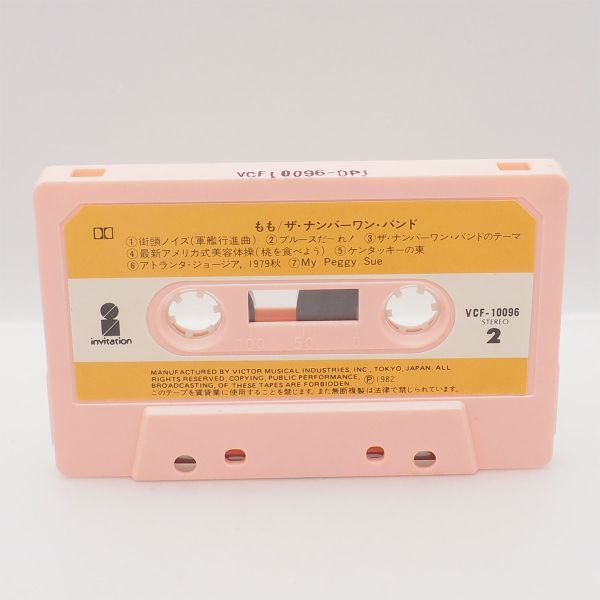 VCF[10096-DP]
もも/ザ・ナンバーワン・バンド
①街頭ノイズ(軍艦行進曲) ②ブルースだ〜れ! ③ザ・ナンバーワン・バンドのテーマ
④最新アメリカ式美容体操(桃を食べよう) ⑤ケンタッキーの東
⑥アトランタ・ジョージア, 1979秋 ⑦My Peggy Sue
invitation
VCF-10096
STEREO
2
100 50 0
MANUFACTURED BY VICTOR MUSICAL INDUSTRIES, INC., TOKYO, JAPAN. ALL
RIGHTS RESERVED. COPYING, PUBLIC PERFORMANCE,
BROADCASTING, OF THESE TAPES ARE FORBIDDEN. Ⓟ1982
このテープを賃貸業に使用することを禁じます。また無断複製は法律で禁じられています。